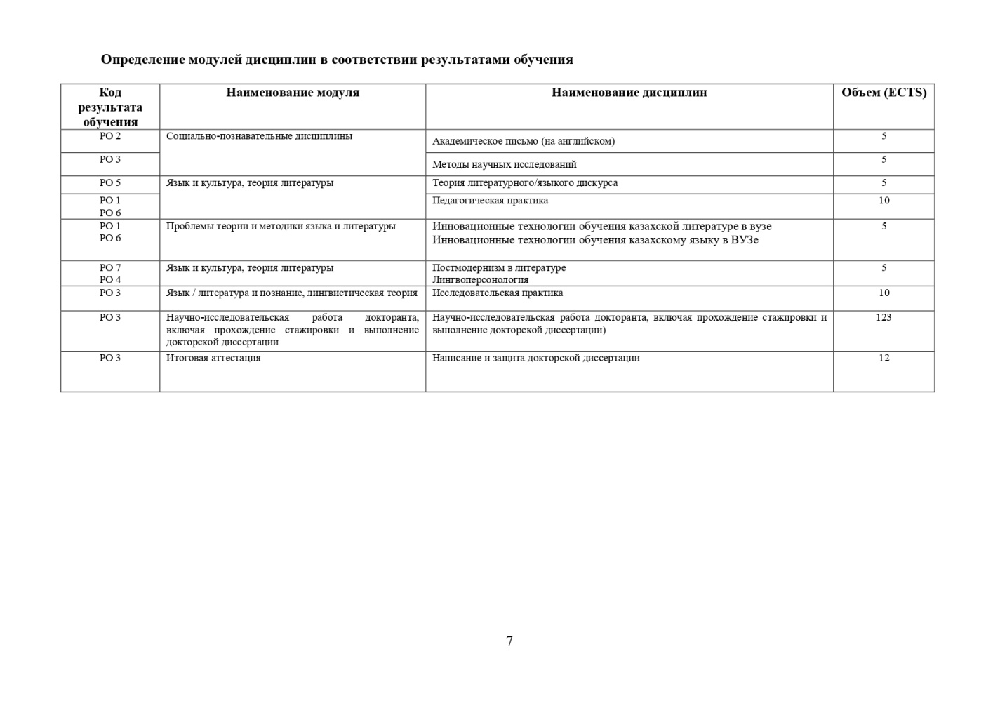 Определение модулей дисциплин в соответствии результатами обучения
Код
результата
обучения
Наименование модуля
Наименование дисциплин
Объем (ECTS)
РО 2
Социально-познавательные дисциплины
Академическое письмо (на английском)
5
РО 3
Методы научных исследований
5
РО 5
Язык и культура, теория литературы
Теория литературного/языкого дискурса
5
РО 1
РО 6
Педагогическая практика
10
РО 1
РО 6
Проблемы теории и методики языка и литературы
Инновационные технологии обучения казахской литературе в вузе
Инновационные технологии обучения казахскому языку в ВУЗе
5
РО 7
РО 4
Язык и культура, теория литературы
Постмодернизм в литературе
Лингвоперсонология
5
РО 3
Язык / литература и познание, лингвистическая теория
Исследовательская практика
10
РО 3
Научно-исследовательская работа докторанта,
включая прохождение стажировки и выполнение
докторской диссертации
Научно-исследовательская работа докторанта, включая прохождение стажировки и
выполнение докторской диссертации)
123
РО 3
Итоговая аттестация
Написание и защита докторской диссертации
12
7